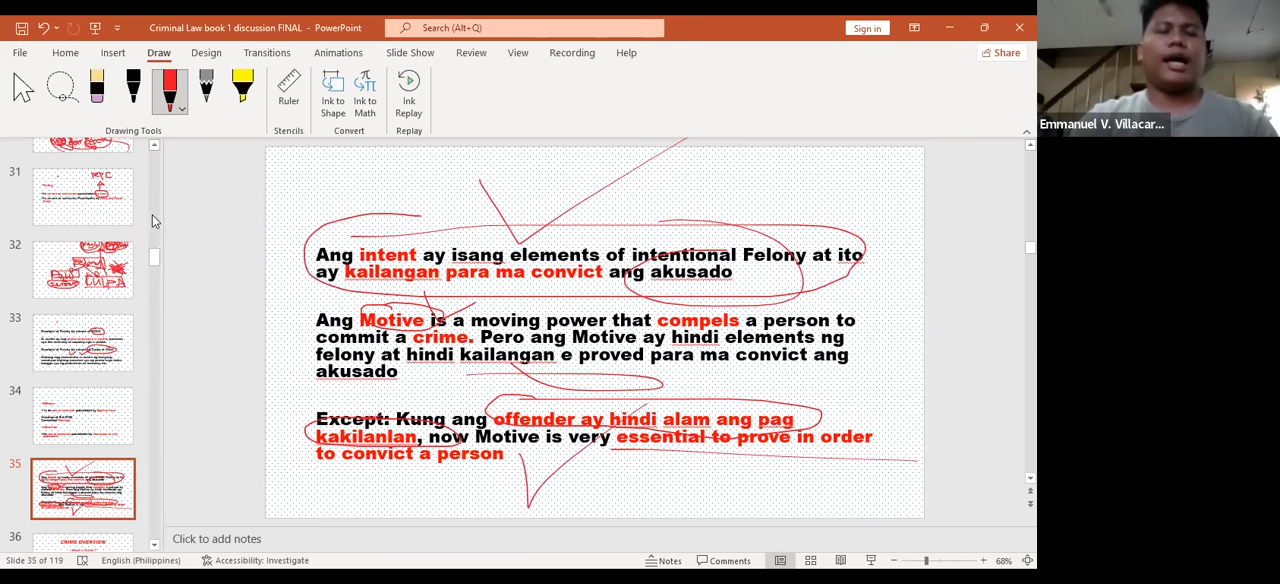 Criminal Law book 1 discussion FINAL - PowerPoint
Search (Alt+Q)
Sign in
File Home Insert Draw Design Transitions Animations Slide Show Review View Recording Help
Share
Ruler
Ink to Shape
Ink to Math
Ink Replay
Drawing Tools
Stencils
Convert
Replay
Emmanuel V. Villacar...
31
32
33
34
35
36
CRIME OVERVIEW
Ang intent ay isang elements of intentional Felony at ito
ay kailangan para ma convict ang akusado
Ang Motive is a moving power that compels a person to
commit a crime. Pero ang Motive ay hindi elements ng
felony at hindi kailangan e proved para ma convict ang
akusado
Except: Kung ang offender ay hindi alam ang pag
kakilanlan, now Motive is very essential to prove in order
to convict a person
Click to add notes
Slide 35 of 119 English (Philippines) Accessibility: Investigate Notes Comments 68%